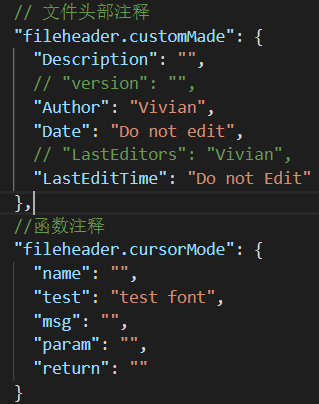 // 文件头部注释
"fileheader.customMade": {
"Description": "",
// "version": "",
"Author": "Vivian",
"Date": "Do not edit",
// "LastEditors": "Vivian",
"LastEditTime": "Do not Edit"
},
//函数注释
"fileheader.cursorMode": {
"name": "",
"test": "test font",
"msg": "",
"param": "",
"return": ""
}